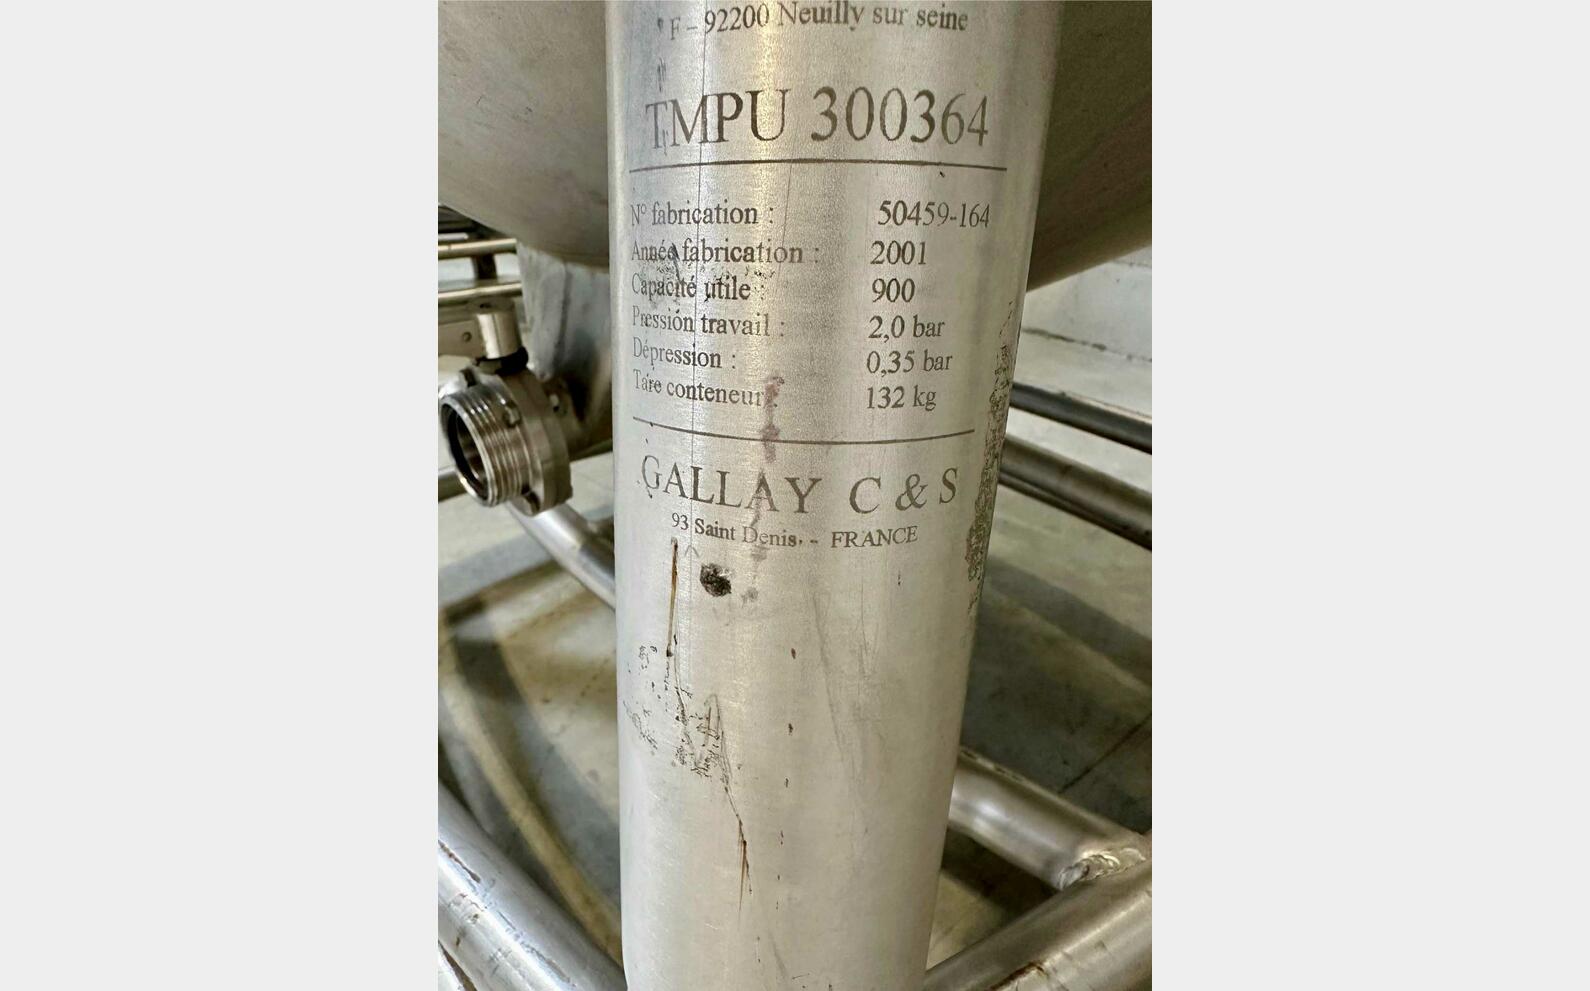 F - 92200 Neuilly sur seine
TMPU 300364
N° fabrication : 50459-164
Année fabrication : 2001
Capacité utile : 900
Pression travail : 2,0 bar
Dépression : 0,35 bar
Tare conteneur : 132 kg
GALLAY C & S
93 Saint Denis. - FRANCE